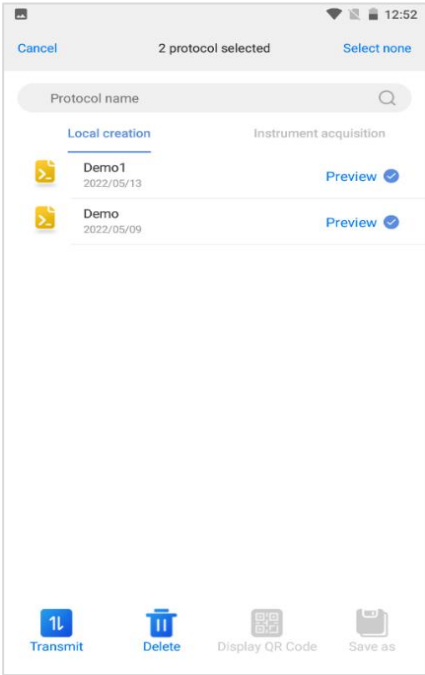 12:52
Cancel 2 protocol selected Select none
Protocol name
Local creation Instrument acquisition
Demo1 Preview
2022/05/13
Demo Preview
2022/05/09
Transmit Delete Display QR Code Save as